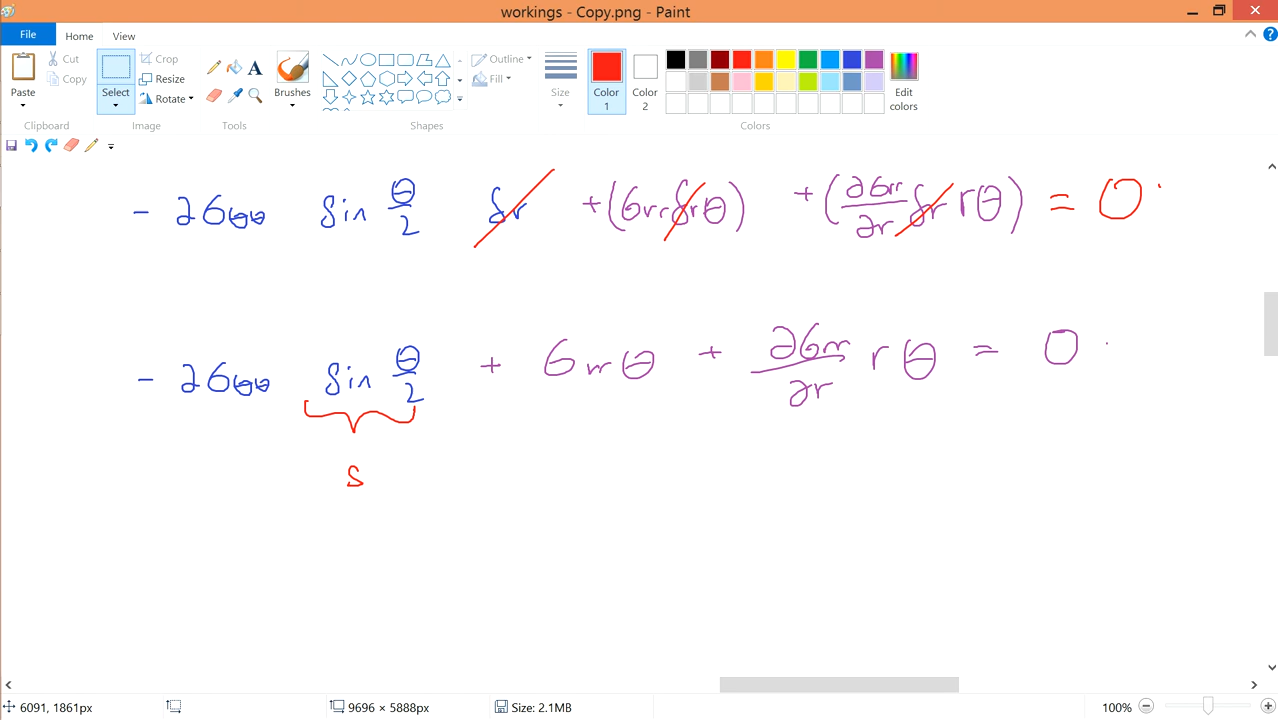 workings - Copy.png - Paint
File Home View
Paste
Cut
Copy
Clipboard
Select
Crop
Resize
Rotate
Image
Tools
Brushes
Shapes
Outline
Fill
Size
Color 1
Color 2
Edit colors
Colors
- 2σθθ sin θ/2 δr + (σrr δr θ) + (∂σrr/∂r δr rθ) = 0.
- 2σθθ sin θ/2 + σrr θ + ∂σrr/∂r r θ = 0.
s
6091, 1861px
9696 × 5888px
Size: 2.1MB
100%